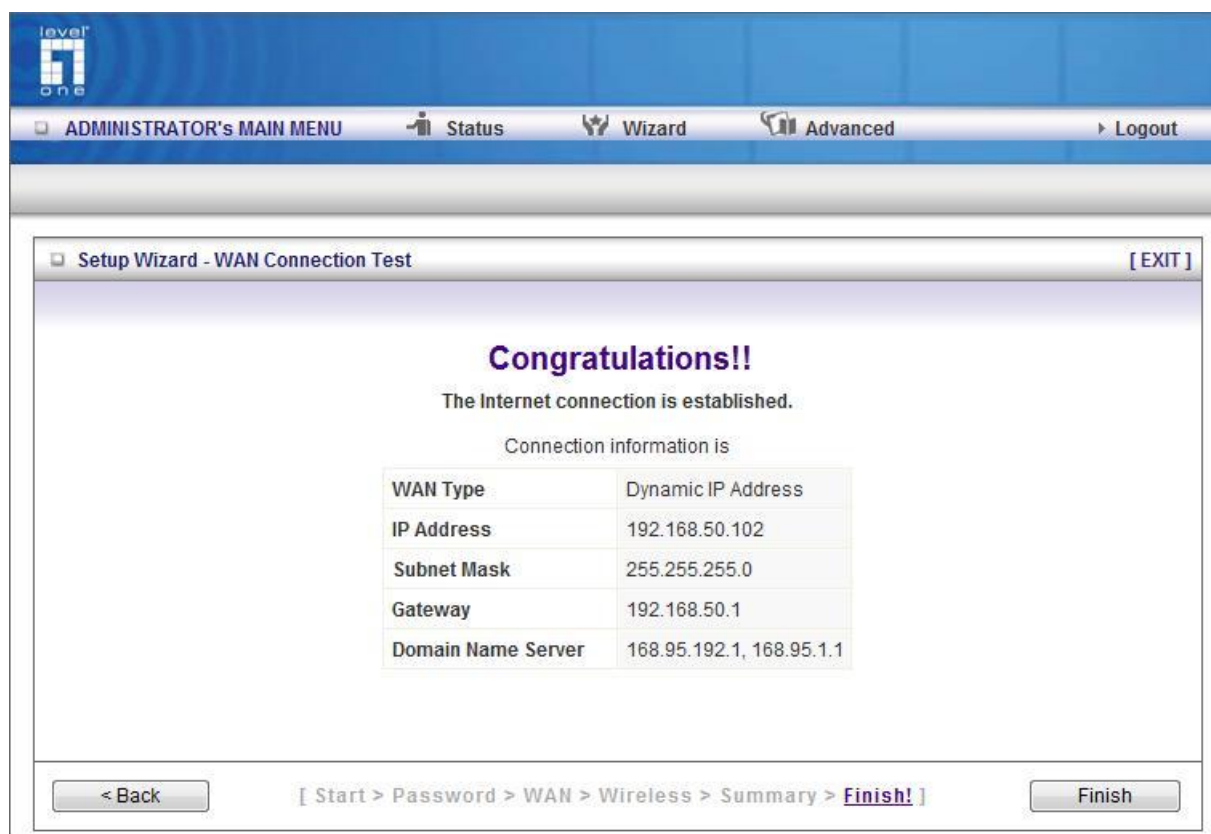 level one
ADMINISTRATOR's MAIN MENU Status Wizard Advanced Logout
Setup Wizard - WAN Connection Test [ EXIT ]
Congratulations!!
The Internet connection is established.
Connection information is
WAN Type Dynamic IP Address
IP Address 192.168.50.102
Subnet Mask 255.255.255.0
Gateway 192.168.50.1
Domain Name Server 168.95.192.1, 168.95.1.1
< Back [ Start > Password > WAN > Wireless > Summary > Finish! ] Finish